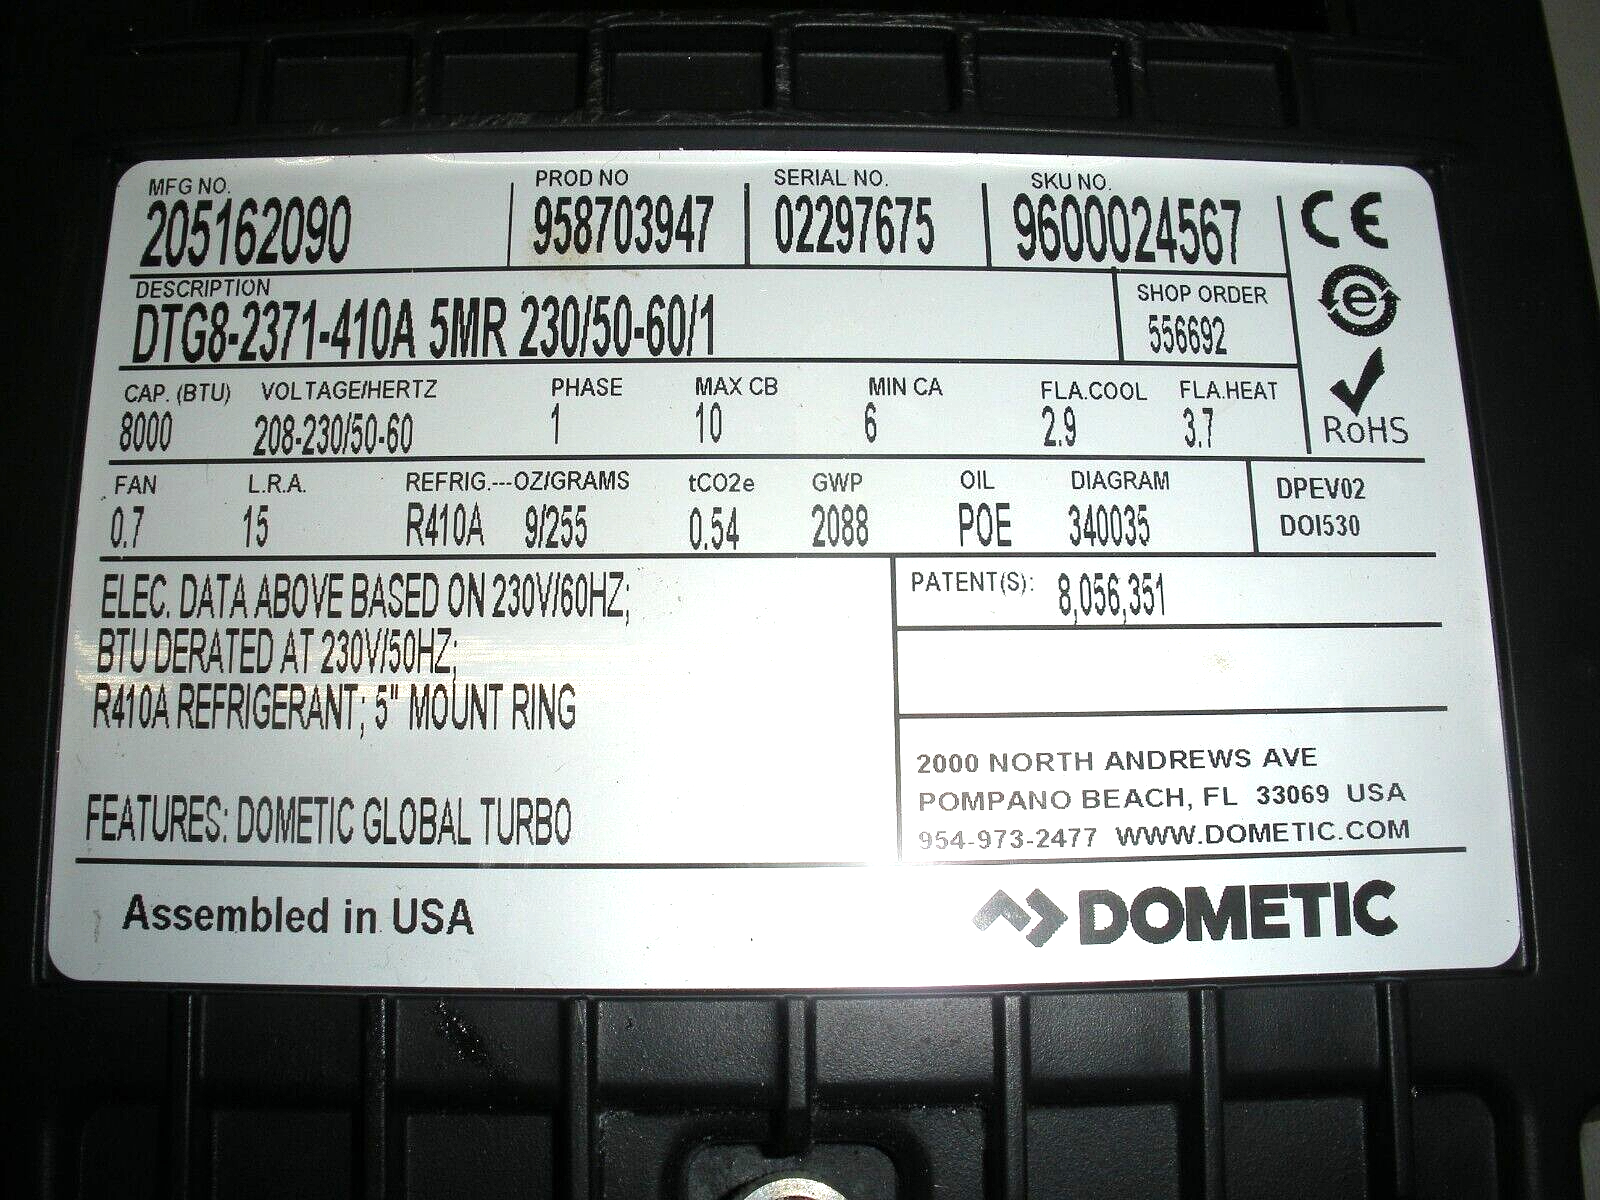 MFG NO. PROD NO SERIAL NO. SKU NO.
205162090 958703947 02297675 9600024567 CE
DESCRIPTION
DTG8-2371-410A 5MR 230/50-60/1
SHOP ORDER
556692
e
CAP. (BTU) VOLTAGE/HERTZ PHASE MAX CB MIN CA FLA.COOL FLA.HEAT
8000 208-230/50-60 1 10 6 2.9 3.7
RoHS
FAN L.R.A. REFRIG.---OZ/GRAMS tCO2e GWP OIL DIAGRAM
0.7 15 R410A 9/255 0.54 2088 POE 340035
DPEV02
DOI530
ELEC. DATA ABOVE BASED ON 230V/60HZ;
BTU DERATED AT 230V/50HZ;
R410A REFRIGERANT; 5" MOUNT RING
FEATURES: DOMETIC GLOBAL TURBO
PATENT(S): 8,056,351
2000 NORTH ANDREWS AVE
POMPANO BEACH, FL 33069 USA
954-973-2477 WWW.DOMETIC.COM
Assembled in USA
DOMETIC